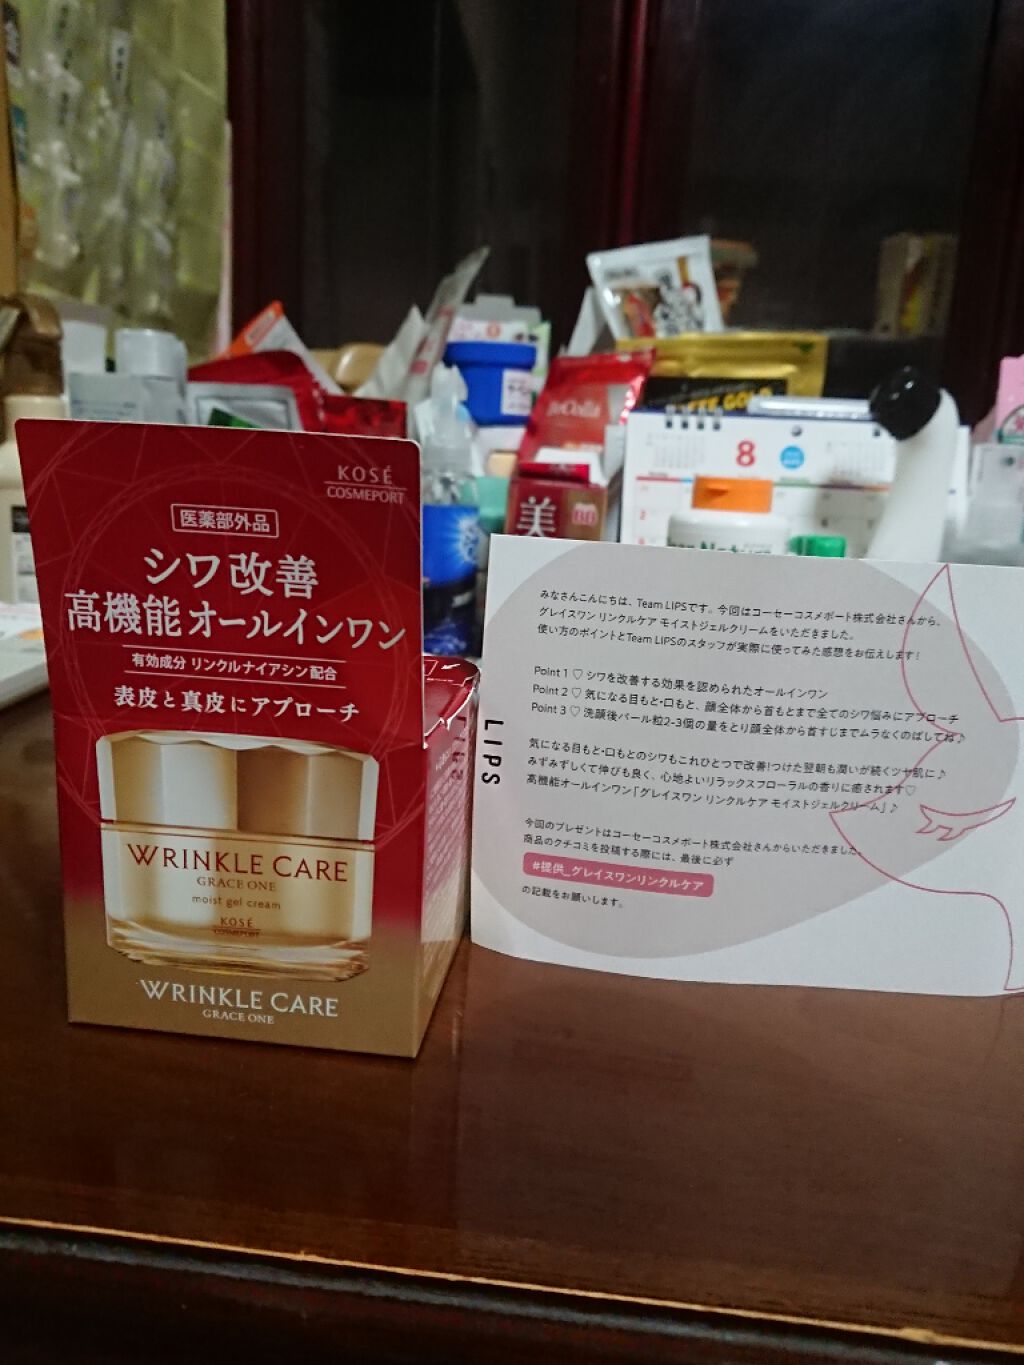 KOSÉ
COSMEPORT
医薬部外品
シワ改善
高機能オールインワン
有効成分 リンクルナイアシン配合
表皮と真皮にアプローチ
WRINKLE CARE
GRACE ONE
moist gel cream
KOSÉ
COSMEPORT
WRINKLE CARE
GRACE ONE
美
8
LIPS
みなさんこんにちは、Team LIPSです。今回はコーセーコスメポート株式会社さんから、
グレイスワン リンクルケア モイストジェルクリームをいただきました。
使い方のポイントとTeam LIPSのスタッフが実際に使ってみた感想をお伝えします!
Point 1 ♡ シワを改善する効果を認められたオールインワン
Point 2 ♡ 気になる目もと・口もと、顔全体から首もとまで全てのシワ悩みにアプローチ
Point 3 ♡ 洗顔後パール粒2-3個の量をとり顔全体から首すじまでムラなくのばしてね♪
気になる目もと・口もとのシワもこれひとつで改善!つけた翌朝も潤いが続くツヤ肌に♪
みずみずしくて伸びも良く、心地よいリラックスフローラルの香りに癒されます♡
高機能オールインワン「グレイスワン リンクルケア モイストジェルクリーム」♪
今回のプレゼントはコーセーコスメポート株式会社さんからいただきました。
商品のクチコミを投稿する際には、最後に必ず
#提供_グレイスワンリンクルケア
の記載をお願いします。